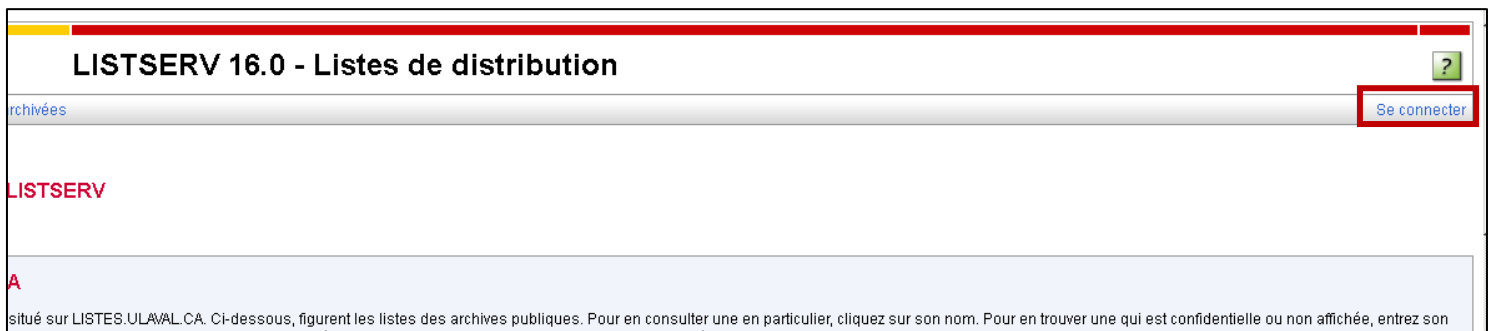 LISTSERV 16.0 - Listes de distribution
?
rchivées
Se connecter
LISTSERV
A
situé sur LISTES.ULAVAL.CA. Ci-dessous, figurent les listes des archives publiques. Pour en consulter une en particulier, cliquez sur son nom. Pour en trouver une qui est confidentielle ou non affichée, entrez son